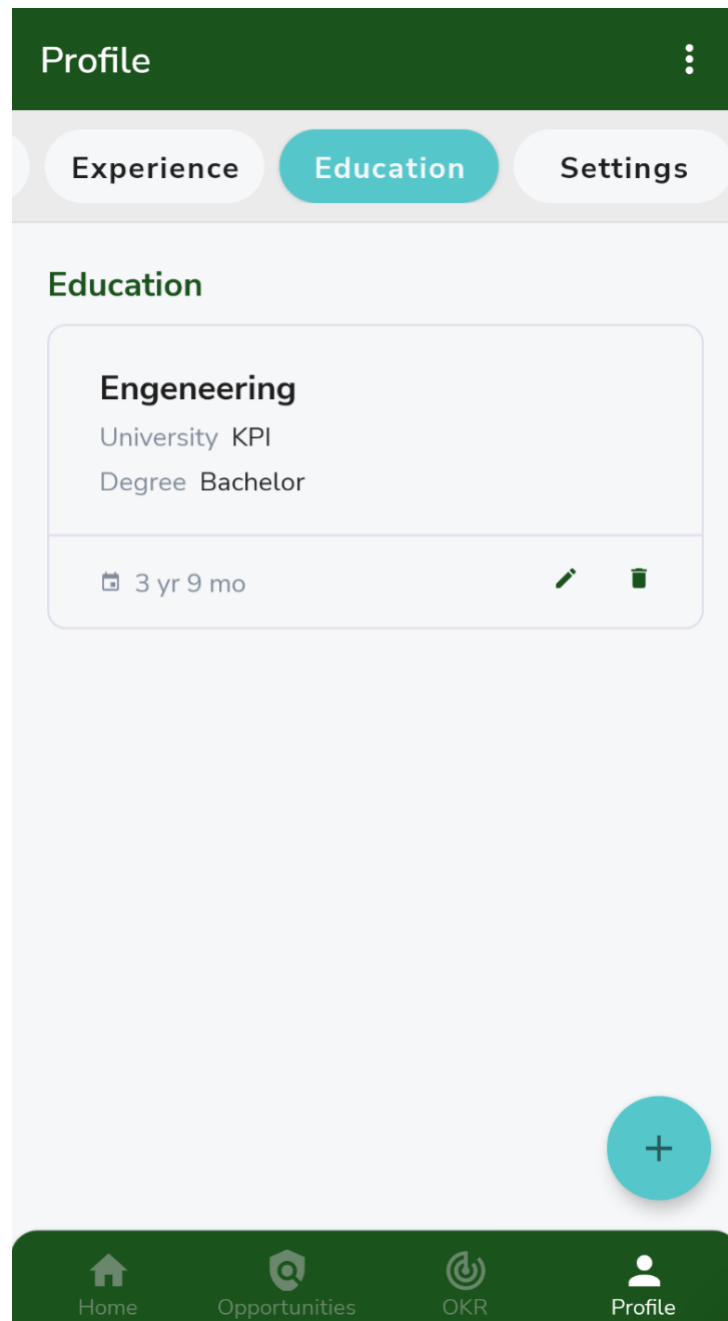 Profile
Experience Education Settings
Education
Engeneering
University KPI
Degree Bachelor
3 yr 9 mo
+
Home Opportunities OKR Profile